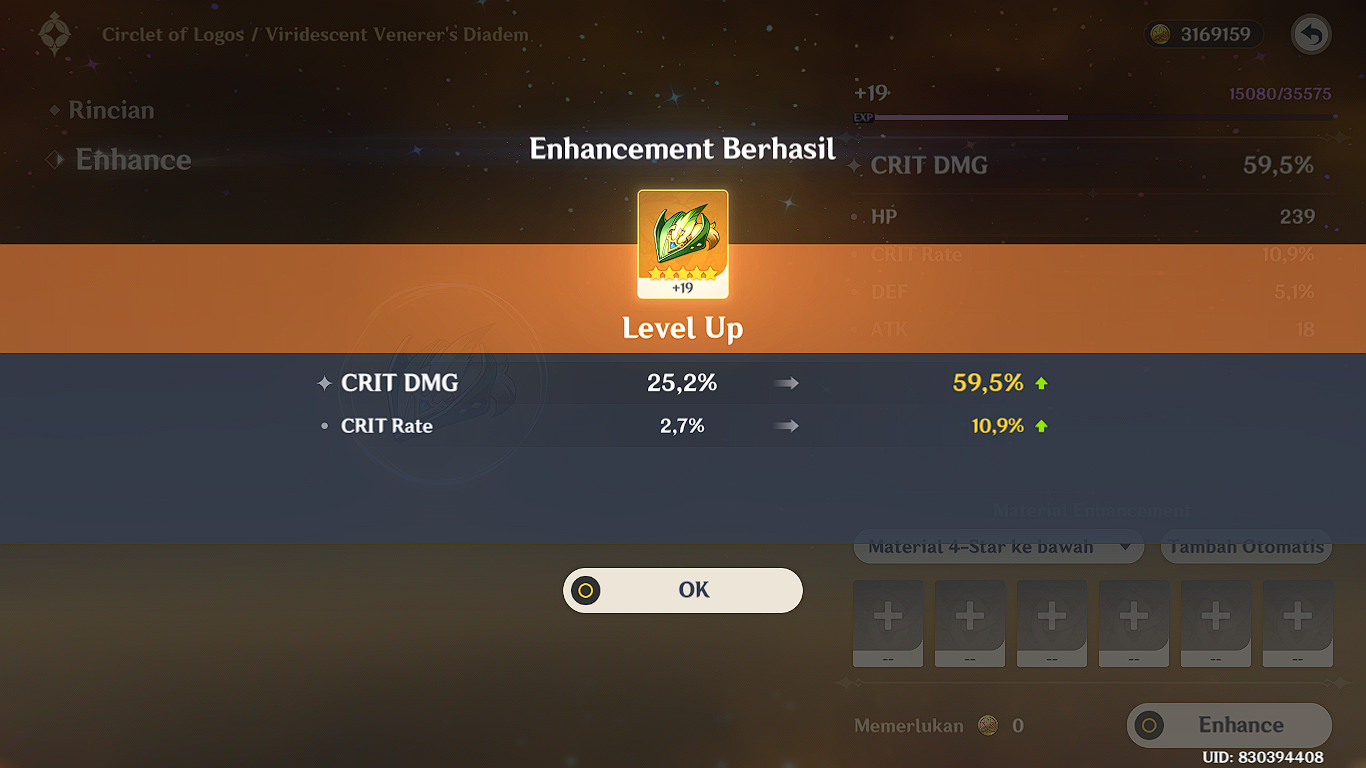 Circlet of Logos / Viridescent Venerer's Diadem
3169159
Rincian
Enhance
+19
15080/35575
EXP
CRIT DMG 59,5%
HP 239
CRIT Rate 10,9%
DEF 5,1%
ATK 18
Enhancement Berhasil
+19
Level Up
CRIT DMG 25,2% 59,5%
CRIT Rate 2,7% 10,9%
Material Enhancement
Material 4-Star ke bawah
Tambah Otomatis
OK
-- -- -- -- -- --
Memerlukan 0
Enhance
UID: 830394408